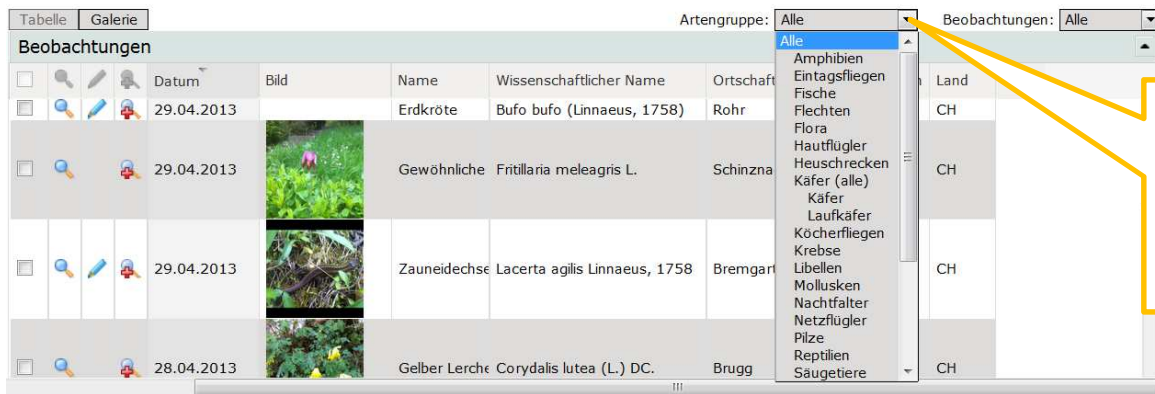 Tabelle Galerie Artengruppe: Alle Beobachtungen: Alle
Beobachtungen
Datum Bild Name Wissenschaftlicher Name Ortschaft Land
29.04.2013 Erdkröte Bufo bufo (Linnaeus, 1758) Rohr CH
29.04.2013 Gewöhnliche Fritillaria meleagris L. Schinzna CH
29.04.2013 Zauneidechse Lacerta agilis Linnaeus, 1758 Bremgart CH
28.04.2013 Gelber Lerche Corydalis lutea (L.) DC. Brugg CH
Alle
Amphibien
Eintagsfliegen
Fische
Flechten
Flora
Hautflügler
Heuschrecken
Käfer (alle)
Käfer
Laufkäfer
Köcherfliegen
Krebse
Libellen
Mollusken
Nachtfalter
Netzflügler
Pilze
Reptilien
Säugetiere